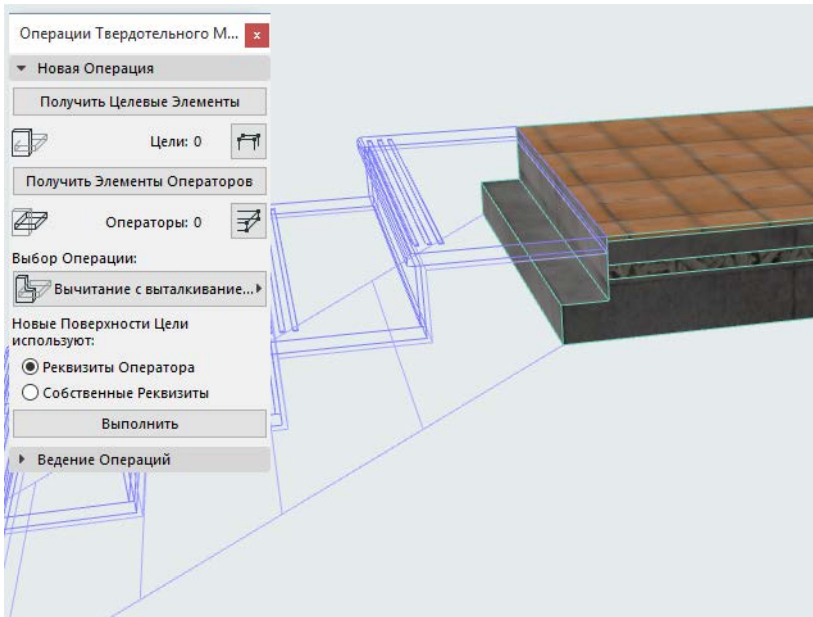 Операции Твердотельного М...
x
Новая Операция
Получить Целевые Элементы
Цели: 0
Получить Элементы Операторов
Операторы: 0
Выбор Операции:
Вычитание с выталкивание...
Новые Поверхности Цели
используют:
Реквизиты Оператора
Собственные Реквизиты
Выполнить
Ведение Операций